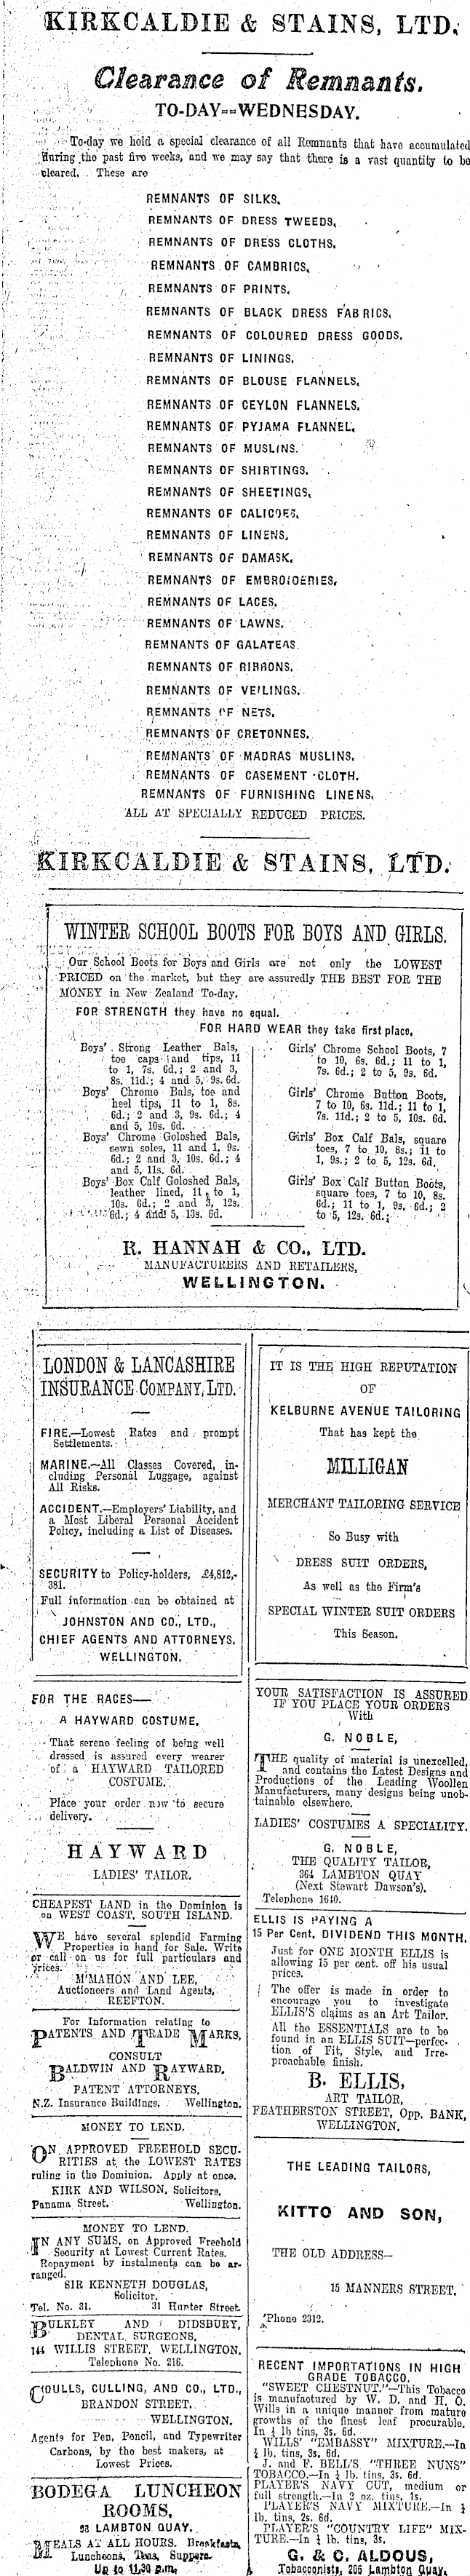 KIRKCALDIE & STAINS, LTD.
Clearance of Remnants.
TO-DAY--WEDNESDAY.
To-day we hold a special clearance of all Remnants that have accumulated
during the past five weeks, and we may say that there is a vast quantity to be
cleared. These are
REMNANTS OF SILKS.
REMNANTS OF DRESS TWEEDS,
REMNANTS OF DRESS CLOTHS,
REMNANTS OF CAMBRICS,
REMNANTS OF PRINTS,
REMNANTS OF BLACK DRESS FABRICS,
REMNANTS OF COLOURED DRESS GOODS.
REMNANTS OF LININGS.
REMNANTS OF BLOUSE FLANNELS,
REMNANTS OF CEYLON FLANNELS,
REMNANTS OF PYJAMA FLANNEL,
REMNANTS OF MUSLINS.
REMNANTS OF SHIRTINGS.
REMNANTS OF SHEETINGS,
REMNANTS OF CALICOES,
REMNANTS OF LINENS.
REMNANTS OF DAMASK.
REMNANTS OF EMBROIDERIES,
REMNANTS OF LACES.
REMNANTS OF LAWNS.
REMNANTS OF GALATEAS.
REMNANTS OF RIBBONS.
REMNANTS OF VEILINGS.
REMNANTS OF NETS.
REMNANTS OF CRETONNES.
REMNANTS OF MADRAS MUSLINS.
REMNANTS OF CASEMENT CLOTH.
REMNANTS OF FURNISHING LINENS.
ALL AT SPECIALLY REDUCED PRICES.
KIRKCALDIE & STAINS, LTD.
WINTER SCHOOL BOOTS FOR BOYS AND GIRLS.
Our School Boots for Boys and Girls are not only the LOWEST
PRICED on the market, but they are assuredly THE BEST FOR THE
MONEY in New Zealand To-day.
FOR STRENGTH they have no equal.
FOR HARD WEAR they take first place.
Boys' Strong Leather Bals,
toe caps and tips, 11
to 1, 7s. 6d.; 2 and 3,
8s. 11d.; 4 and 5, 9s. 6d.
Boys' Chrome Bals, toe and
heel tips, 11 to 1, 8s.
6d.; 2 and 3, 9s. 6d.; 4
and 5, 10s. 6d.
Boys' Chrome Goloshed Bals,
sewn soles, 11 and 1, 9s.
6d.; 2 and 3, 10s. 6d.; 4
and 5, 11s. 6d.
Boys' Box Calf Goloshed Bals,
leather lined, 11 to 1,
10s. 6d.; 2 and 3, 12s.
6d.; 4 and 5, 13s. 6d.
Girls' Chrome School Boots, 7
to 10, 6s. 6d.; 11 to 1,
7s. 6d.; 2 to 5, 9s. 6d.
Girls' Chrome Button Boots,
7 to 10, 6s. 11d.; 11 to 1,
7s. 11d.; 2 to 5, 10s. 6d.
Girls' Box Calf Bals, square
toes, 7 to 10, 8s.; 11 to
1, 9s.; 2 to 5, 12s. 6d.
Girls' Box Calf Button Boots,
square toes, 7 to 10, 8s.
6d.; 11 to 1, 9s. 6d.; 2
to 5, 12s. 6d.;
R. HANNAH & CO., LTD.
MANUFACTURERS AND RETAILERS,
WELLINGTON.
LONDON & LANCASHIRE
INSURANCE COMPANY, LTD.
FIRE.—Lowest Rates and prompt
Settlements.
MARINE.—All Classes Covered, in-
cluding Personal Luggage, against
All Risks.
ACCIDENT.—Employers' Liability, and
a Most Liberal Personal Accident
Policy, including a List of Diseases.
SECURITY to Policy-holders, £4,812,-
381.
Full information can be obtained at
JOHNSTON AND CO., LTD.,
CHIEF AGENTS AND ATTORNEYS.
WELLINGTON.
FOR THE RACES—
A HAYWARD COSTUME.
That serene feeling of being well
dressed is assured every wearer
of a HAYWARD TAILORED
COSTUME.
Place your order now to secure
delivery.
HAYWARD
LADIES' TAILOR.
CHEAPEST LAND in the Dominion is
on WEST COAST, SOUTH ISLAND.
WE have several splendid Farming
Properties in hand for Sale. Write
or call on us for full particulars and
prices.
M'MAHON AND LEE,
Auctioneers and Land Agents,
REEFTON.
For Information relating to
PATENTS AND TRADE MARKS,
CONSULT
BALDWIN AND RAYWARD,
PATENT ATTORNEYS,
N.Z. Insurance Buildings. Wellington.
MONEY TO LEND.
ON APPROVED FREEHOLD SECU-
RITIES at the LOWEST RATES
ruling in the Dominion. Apply at once.
KIRK AND WILSON, Solicitors,
Panama Street. Wellington.
MONEY TO LEND.
IN ANY SUMS, on Approved Freehold
Security at Lowest Current Rates.
Repayment by instalments can be ar-
ranged.
SIR KENNETH DOUGLAS,
Solicitor,
Tel. No. 31. 31 Hunter Street.
BULKLEY AND DIDSBURY,
DENTAL SURGEONS,
144 WILLIS STREET, WELLINGTON.
Telephone No. 216.
COULLS, CULLING, AND CO., LTD.,
BRANDON STREET.
WELLINGTON.
Agents for Pen, Pencil, and Typewriter
Carbons, by the best makers, at
Lowest Prices.
BODEGA LUNCHEON
ROOMS,
58 LAMBTON QUAY.
MEALS AT ALL HOURS. Breakfasts,
Luncheons, Teas, Suppers.
Up to 11.30 p.m.
IT IS THE HIGH REPUTATION
OF
KELBURNE AVENUE TAILORING
That has kept the
MILLIGAN
MERCHANT TAILORING SERVICE
So Busy with
DRESS SUIT ORDERS,
As well as the Firm's
SPECIAL WINTER SUIT ORDERS
This Season.
YOUR SATISFACTION IS ASSURED
IF YOU PLACE YOUR ORDERS
With
G. NOBLE,
THE quality of material is unexcelled,
and contains the Latest Designs and
Productions of the Leading Woollen
Manufacturers, many designs being unob-
tainable elsewhere.
LADIES' COSTUMES A SPECIALITY.
G. NOBLE,
THE QUALITY TAILOR,
364 LAMBTON QUAY
(Next Stewart Dawson's).
Telephone 1640.
ELLIS IS PAYING A
15 Per Cent. DIVIDEND THIS MONTH.
Just for ONE MONTH ELLIS is
allowing 15 per cent. off his usual
prices.
The offer is made in order to
encourage you to investigate
ELLIS'S claims as an Art Tailor.
All the ESSENTIALS are to be
found in an ELLIS SUIT—perfec-
tion of Fit, Style, and Irre-
proachable finish.
B. ELLIS,
ART TAILOR,
FEATHERSTON STREET, Opp. BANK,
WELLINGTON.
THE LEADING TAILORS,
KITTO AND SON,
THE OLD ADDRESS—
15 MANNERS STREET.
'Phone 2312.
RECENT IMPORTATIONS IN HIGH
GRADE TOBACCO.
"SWEET CHESTNUT."—This Tobacco
is manufactured by W. D. and H. O.
Wills in a unique manner from mature
growths of the finest leaf procurable.
In ¼ lb tins, 3s. 6d.
WILLS' "EMBASSY" MIXTURE.—In
¼ lb. tins, 3s. 6d.
J. and F. BELL'S "THREE NUNS"
TOBACCO.—In ¼ lb. tins, 3s. 6d.
PLAYER'S NAVY CUT, medium or
full strength.—In 2 oz. tins, 1s.
PLAYER'S NAVY MIXTURE.—In ¼
lb. tins, 2s. 6d.
PLAYER'S "COUNTRY LIFE" MIX-
TURE.—In ¼ lb. tins, 3s.
G. & C. ALDOUS,
Tobacconists, 206 Lambton Quay.